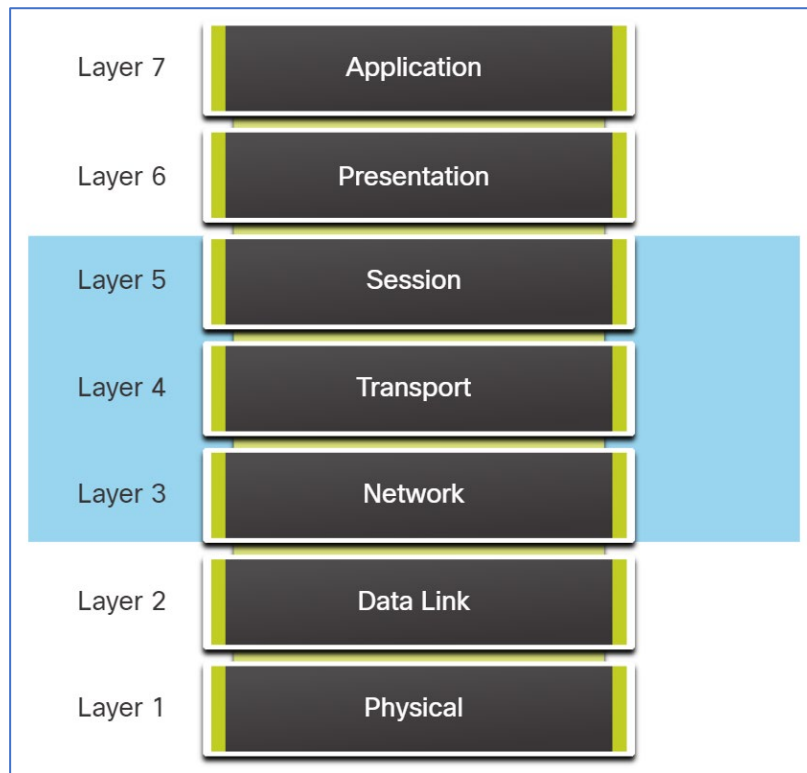 Layer 7 Application
Layer 6 Presentation
Layer 5 Session
Layer 4 Transport
Layer 3 Network
Layer 2 Data Link
Layer 1 Physical